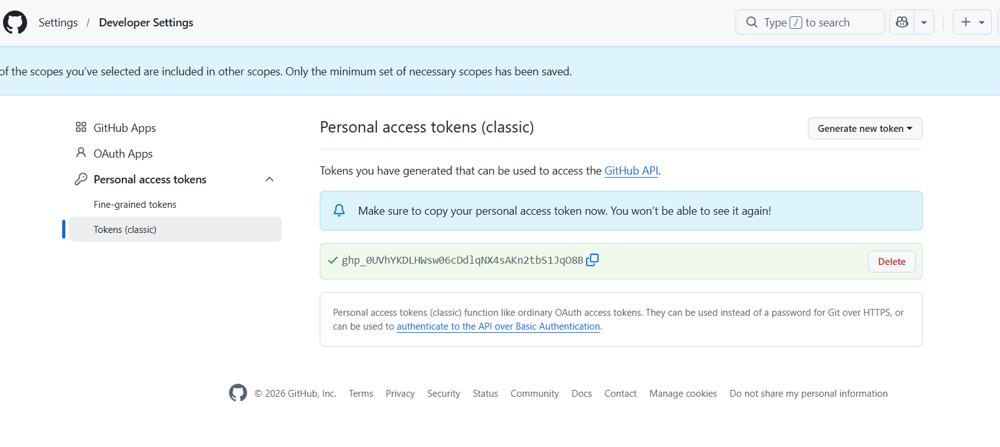 Settings / Developer Settings
Type / to search
of the scopes you've selected are included in other scopes. Only the minimum set of necessary scopes has been saved.
GitHub Apps
OAuth Apps
Personal access tokens
Fine-grained tokens
Tokens (classic)
Personal access tokens (classic)
Generate new token
Tokens you have generated that can be used to access the GitHub API.
Make sure to copy your personal access token now. You won't be able to see it again!
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
Delete
Personal access tokens (classic) function like ordinary OAuth access tokens. They can be used instead of a password for Git over HTTPS, or
can be used to authenticate to the API over Basic Authentication.
© 2026 GitHub, Inc. Terms Privacy Security Status Community Docs Contact Manage cookies Do not share my personal information